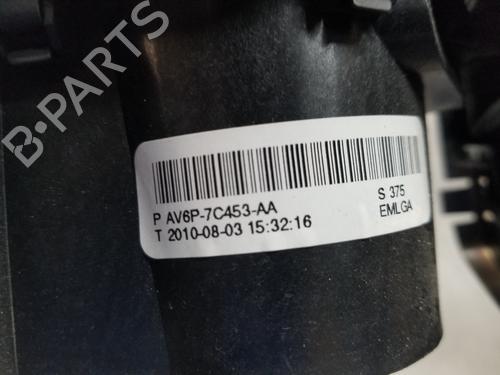 B-PARTS
P AV6P-7C453-AA
T 2010-08-03 15:32:16
S 375
EMLGA